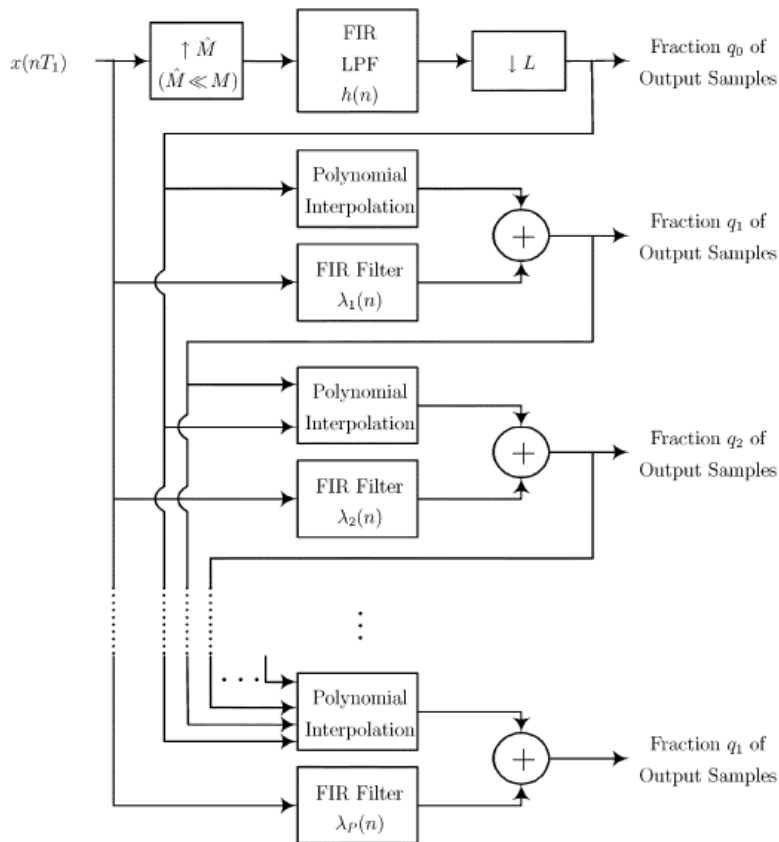 x(nT₁)
↑ M̂
(M̂ ≪ M)
FIR
LPF
h(n)
↓ L
Fraction q₀ of
Output Samples
Polynomial
Interpolation
+
Fraction q₁ of
Output Samples
FIR Filter
λ₁(n)
Polynomial
Interpolation
+
Fraction q₂ of
Output Samples
FIR Filter
λ₂(n)
Polynomial
Interpolation
+
Fraction q₁ of
Output Samples
FIR Filter
λ_P(n)